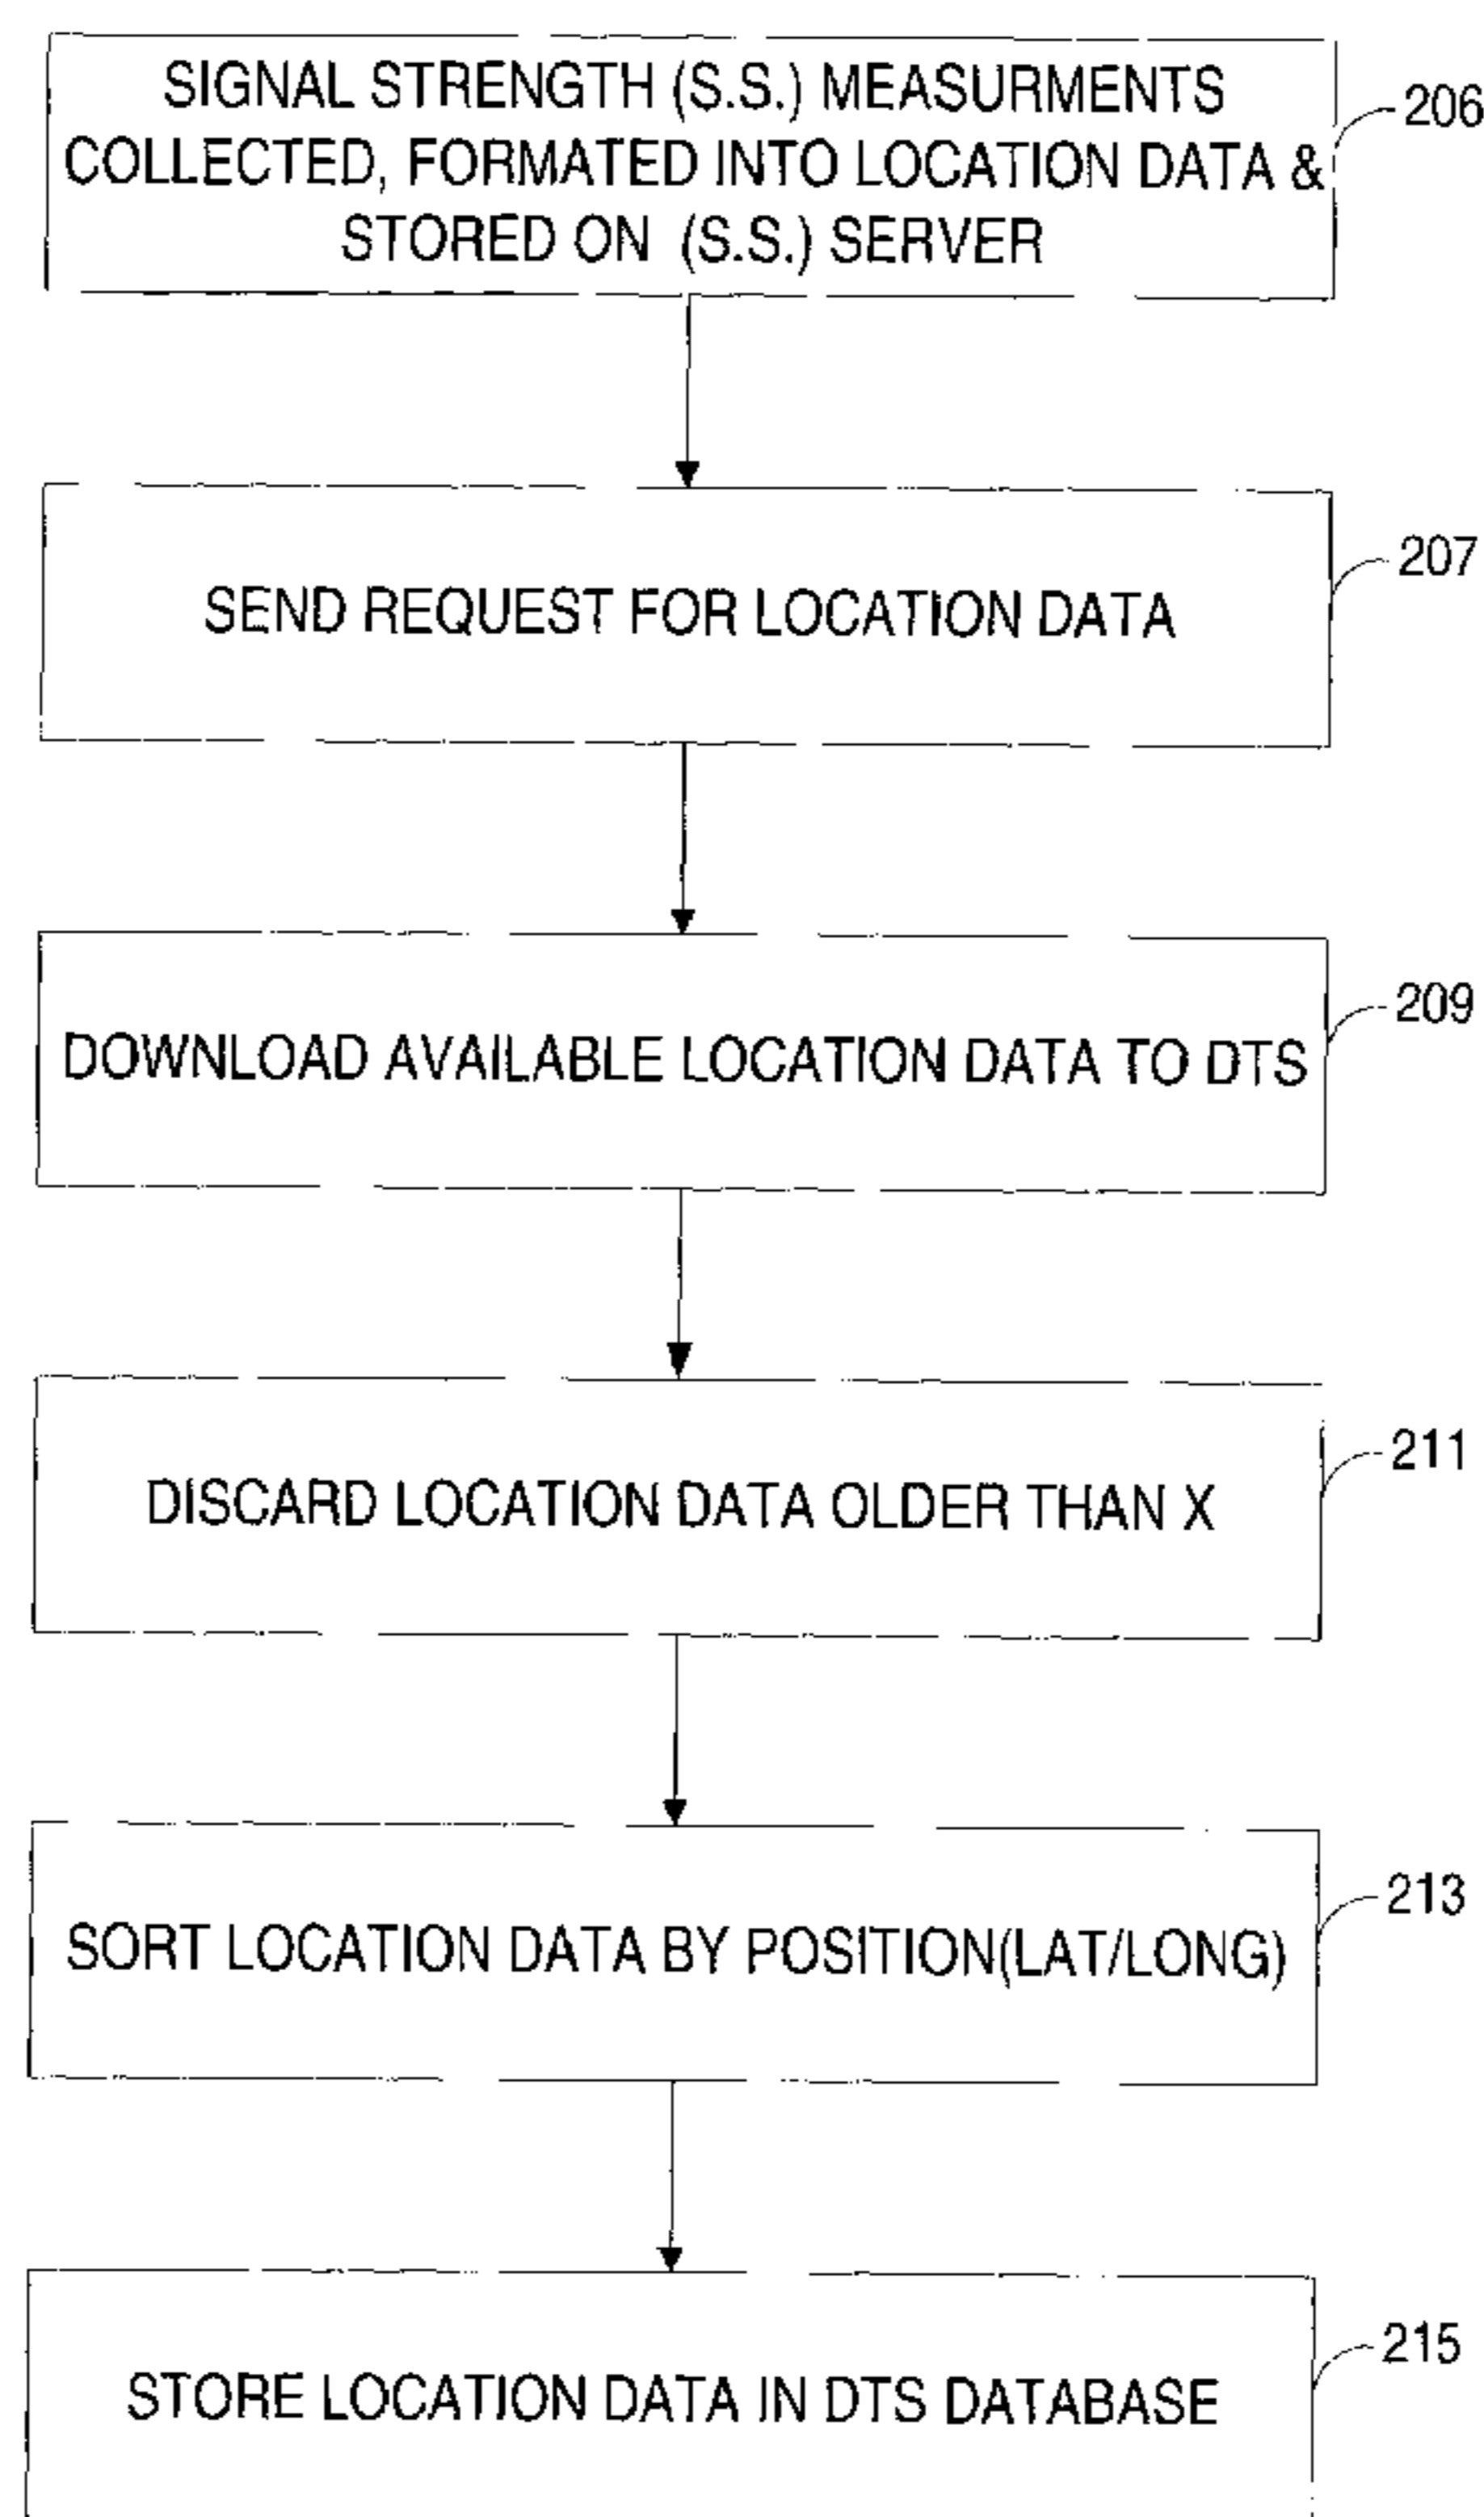 SIGNAL STRENGTH (S.S.) MEASURMENTS
COLLECTED, FORMATED INTO LOCATION DATA &
STORED ON (S.S.) SERVER
206
SEND REQUEST FOR LOCATION DATA
207
DOWNLOAD AVAILABLE LOCATION DATA TO DTS
209
DISCARD LOCATION DATA OLDER THAN X
211
SORT LOCATION DATA BY POSITION(LAT/LONG)
213
STORE LOCATION DATA IN DTS DATABASE
215